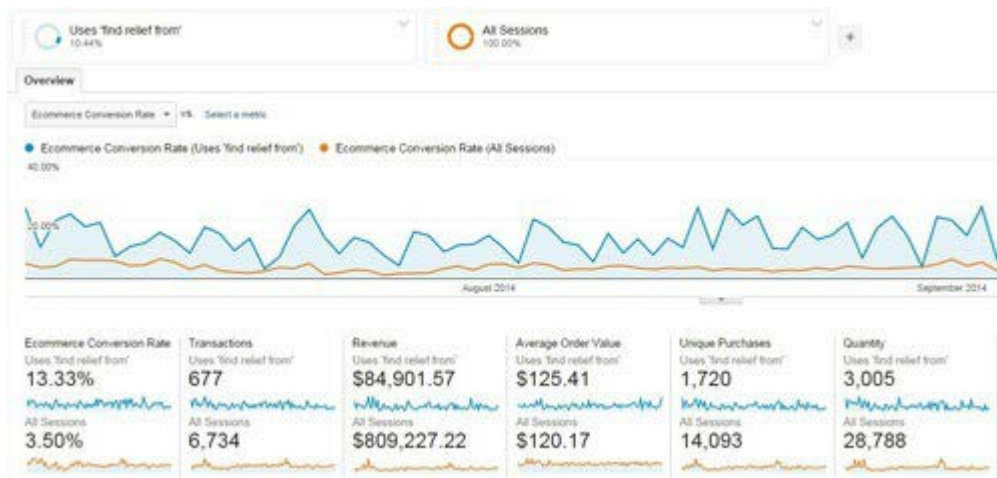 Uses 'find relief from'
10.44%
All Sessions
100.00%
+
Overview
Ecommerce Conversion Rate VS. Select a metric
Ecommerce Conversion Rate (Uses 'find relief from') Ecommerce Conversion Rate (All Sessions)
40.00%
20.00%
August 2014 September 2014
Ecommerce Conversion Rate Transactions Revenue Average Order Value Unique Purchases Quantity
Uses 'find relief from' Uses 'find relief from' Uses 'find relief from' Uses 'find relief from' Uses 'find relief from' Uses 'find relief from'
13.33% 677 $84,901.57 $125.41 1,720 3,005
All Sessions All Sessions All Sessions All Sessions All Sessions All Sessions
3.50% 6,734 $809,227.22 $120.17 14,093 28,788